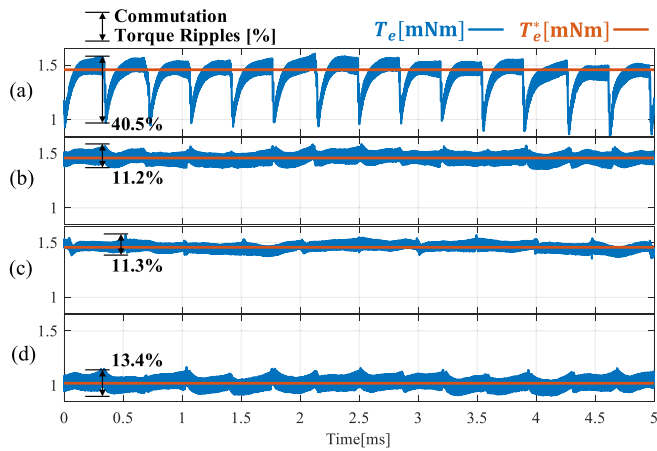 Commutation
Torque Ripples [%]
T_e[mNm] T_e^*[mNm]
(a)
1.5
1
40.5%
(b)
1.5
1
11.2%
(c)
1.5
1
11.3%
(d)
1.5
1
13.4%
0 0.5 1 1.5 2 2.5 3 3.5 4 4.5 5
Time[ms]